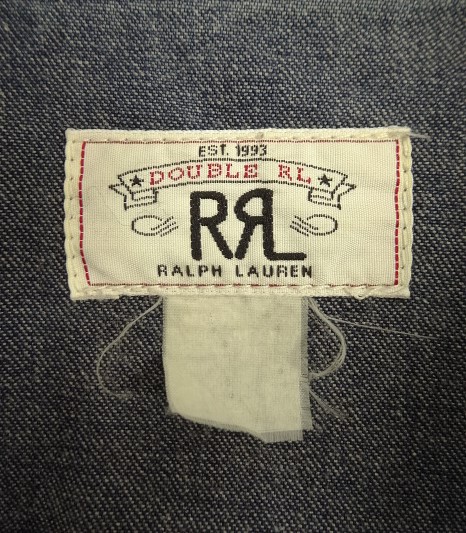 EST. 1993
★ DOUBLE RL ★
RRL
RALPH LAUREN